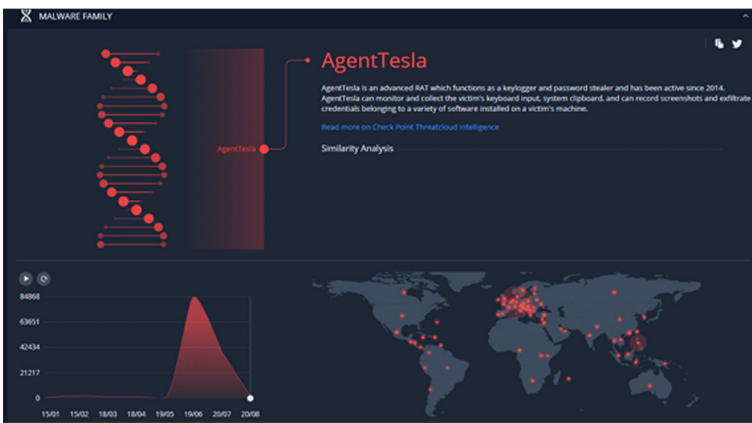 MALWARE FAMILY
AgentTesla
AgentTesla is an advanced RAT which functions as a keylogger and password stealer and has been active since 2014.
AgentTesla can monitor and collect the victim's keyboard input, system clipboard, and can record screenshots and exfiltrate
credentials belonging to a variety of software installed on a victim's machine.
Read more on Check Point Threatcloud Intelligence
AgentTesla
Similarity Analysis
84868
63651
42434
21217
0
15/01 15/02 18/03 18/04 19/05 19/06 20/07 20/08